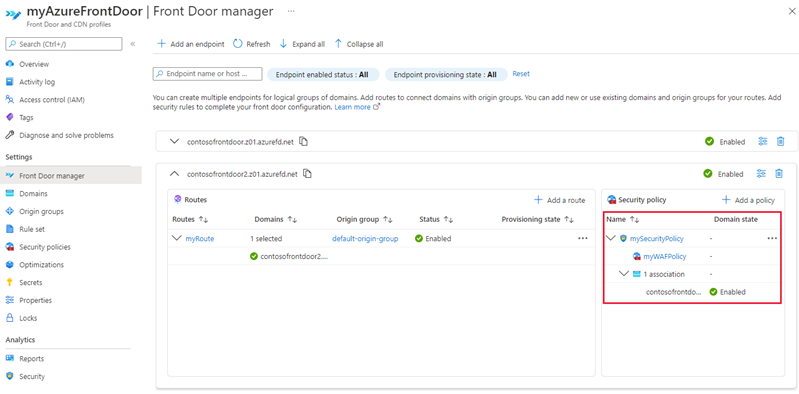 myAzureFrontDoor | Front Door manager ...
Front Door and CDN profiles
Search (Ctrl+/)
«
Overview
Activity log
Access control (IAM)
Tags
Diagnose and solve problems
Settings
Front Door manager
Domains
Origin groups
Rule set
Security policies
Optimizations
Secrets
Properties
Locks
Analytics
Reports
Security
Add an endpoint Refresh Expand all Collapse all
Endpoint name or host ... Endpoint enabled status : All Endpoint provisioning state : All Reset
You can create multiple endpoints for logical groups of domains. Add routes to connect domains with origin groups. You can add new or use existing domains and origin groups for your routes. Add
security rules to complete your front door configuration. Learn more
contosofrontdoor.z01.azurefd.net Enabled
contosofrontdoor2.z01.azurefd.net Enabled
Routes + Add a route
Routes Domains Origin group Status Provisioning state
myRoute 1 selected default-origin-group Enabled ...
contosofrontdoor2....
Security policy + Add a policy
Name Domain state
mySecurityPolicy - ...
myWAFPolicy -
1 association -
contosofrontdo... Enabled